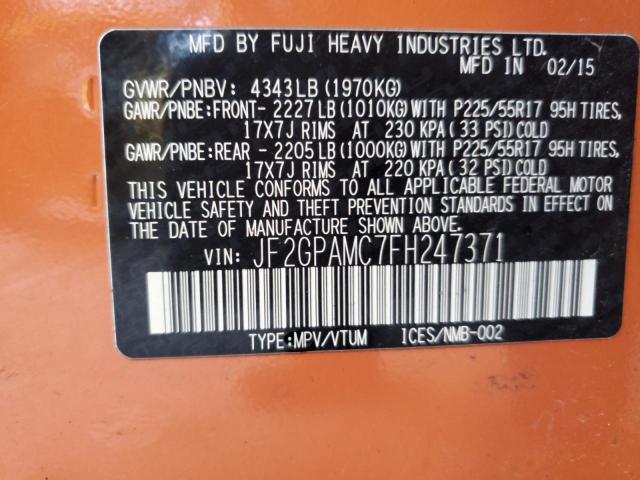 MFD BY FUJI HEAVY INDUSTRIES LTD.
MFD IN 02/15
GVWR/PNBV: 4343LB (1970KG)
GAWR/PNBE:FRONT- 2227 LB (1010KG) WITH P225/55R17 95H TIRES,
17X7J RIMS AT 230 KPA (33 PSI) COLD
GAWR/PNBE:REAR - 2205 LB (1000KG) WITH P225/55R17 95H TIRES,
17X7J RIMS AT 220 KPA (32 PSI) COLD
THIS VEHICLE CONFORMS TO ALL APPLICABLE FEDERAL MOTOR
VEHICLE SAFETY AND THEFT PREVENTION STANDARDS IN EFFECT
ON THE DATE OF MANUFACTURE SHOWN ABOVE.
VIN: JF2GPAMC7FH247371
TYPE:MPV/VTUM ICES/NMB-002